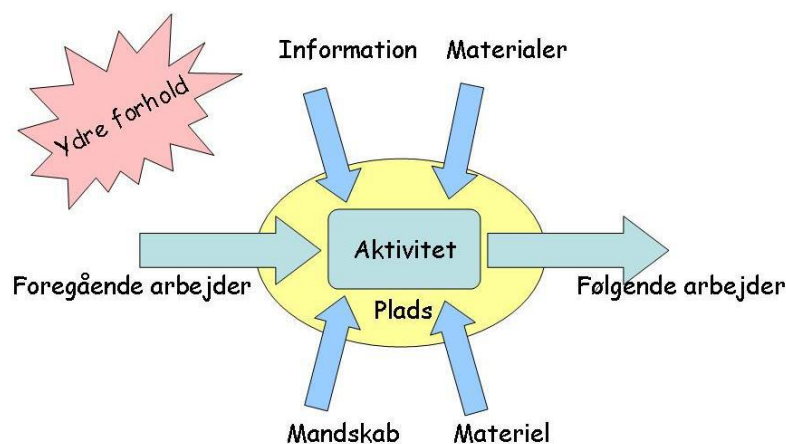 Information
Materialer
Ydre forhold
Aktivitet
Foregående arbejder
Følgende arbejder
Plads
Mandskab
Materiel